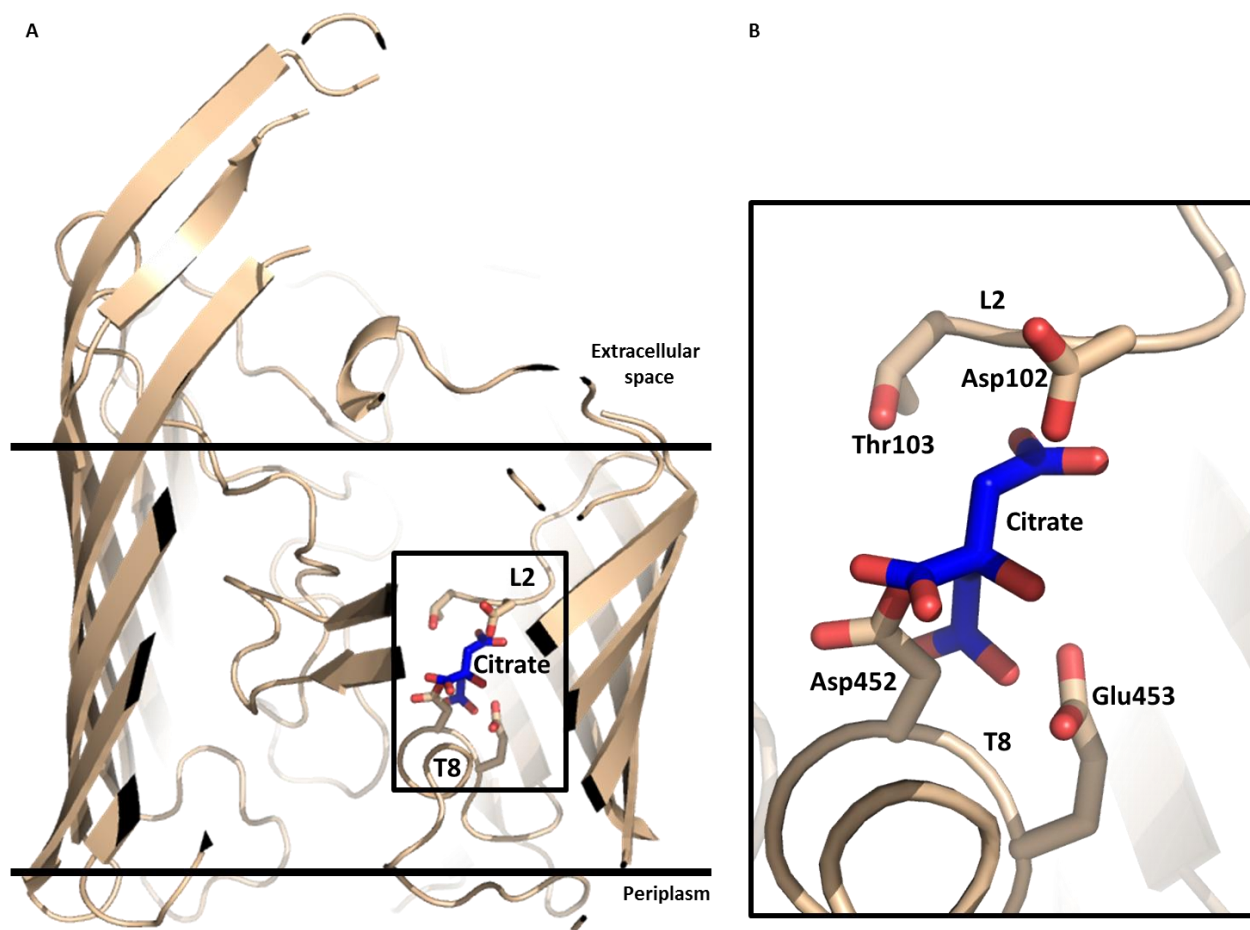 A
Extracellular
space
L2
Citrate
T8
Periplasm
B
L2
Asp102
Thr103
Citrate
Asp452
Glu453
T8